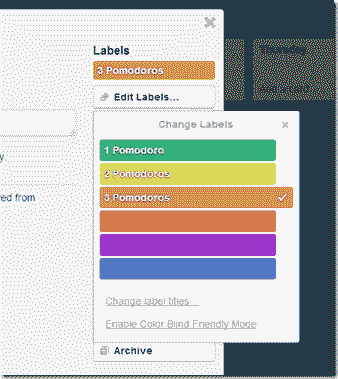 Labels
3 Pomodoros
Edit Labels...
Change Labels
1 Pomodoro
2 Pomodoros
3 Pomodoros
Change label titles...
ed from
Enable Color Blind Friendly Mode
Archive